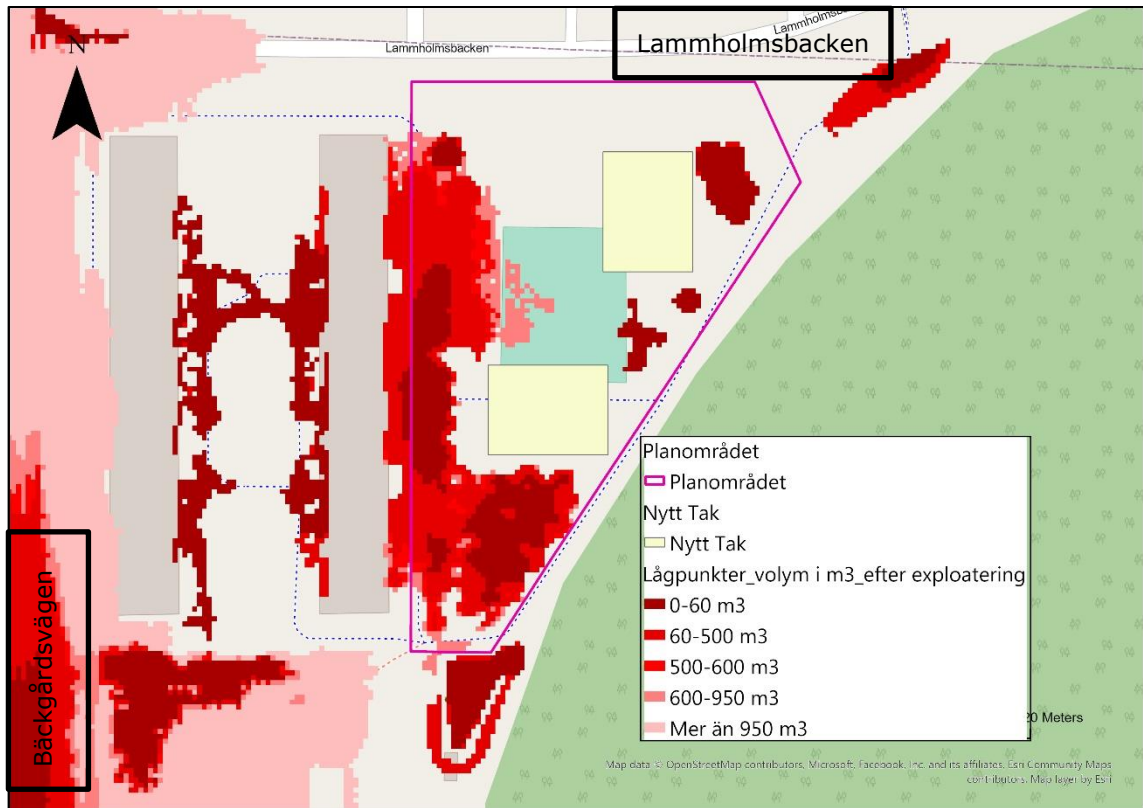 Lammholmsbacken
Lammholmsbacken
Lammholmsbacken
N
Bäckgårdsvägen
Planområdet
Planområdet
Nytt Tak
Nytt Tak
Lågpunkter_volym i m3_efter exploatering
0-60 m3
60-500 m3
500-600 m3
600-950 m3
Mer än 950 m3
20 Meters
Map data © OpenStreetMap contributors, Microsoft, Facebook, Inc. and its affiliates, Esri Community Maps
contributors, Map layer by Esri